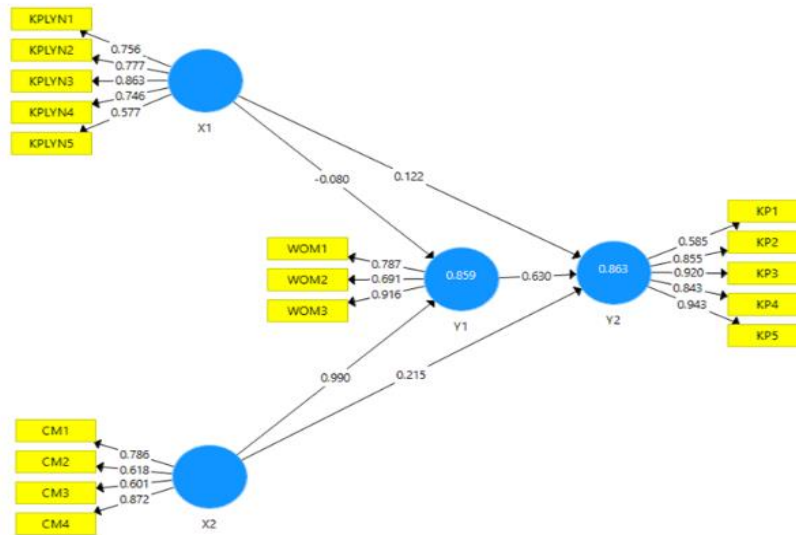 KPLYN1
KPLYN2
KPLYN3
KPLYN4
KPLYN5
0.756
0.777
0.863
0.746
0.577
X1
-0.080
0.122
WOM1
WOM2
WOM3
0.787
0.691
0.916
0.859
Y1
0.630
0.863
Y2
0.585
0.855
0.920
0.843
0.943
KP1
KP2
KP3
KP4
KP5
0.990
0.215
CM1
CM2
CM3
CM4
0.786
0.618
0.601
0.872
X2